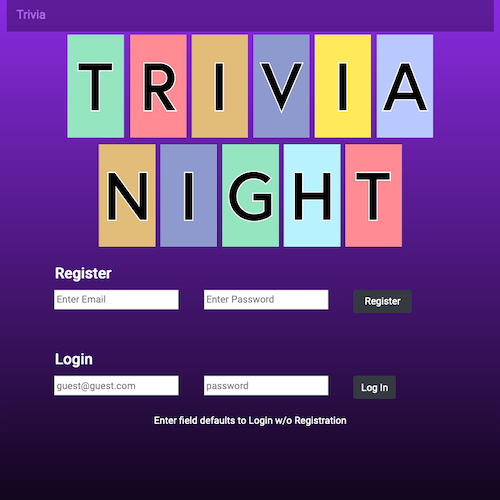 Trivia
TRIVIA
NIGHT
Register
Enter Email Enter Password Register
Login
guest@guest.com password Log In
Enter field defaults to Login w/o Registration